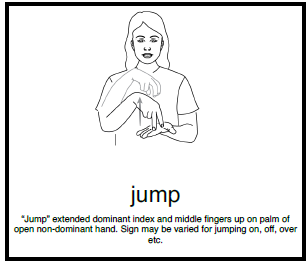 jump
"Jump" extended dominant index and middle fingers up on palm of
open non-dominant hand. Sign may be varied for jumping on, off, over
etc.